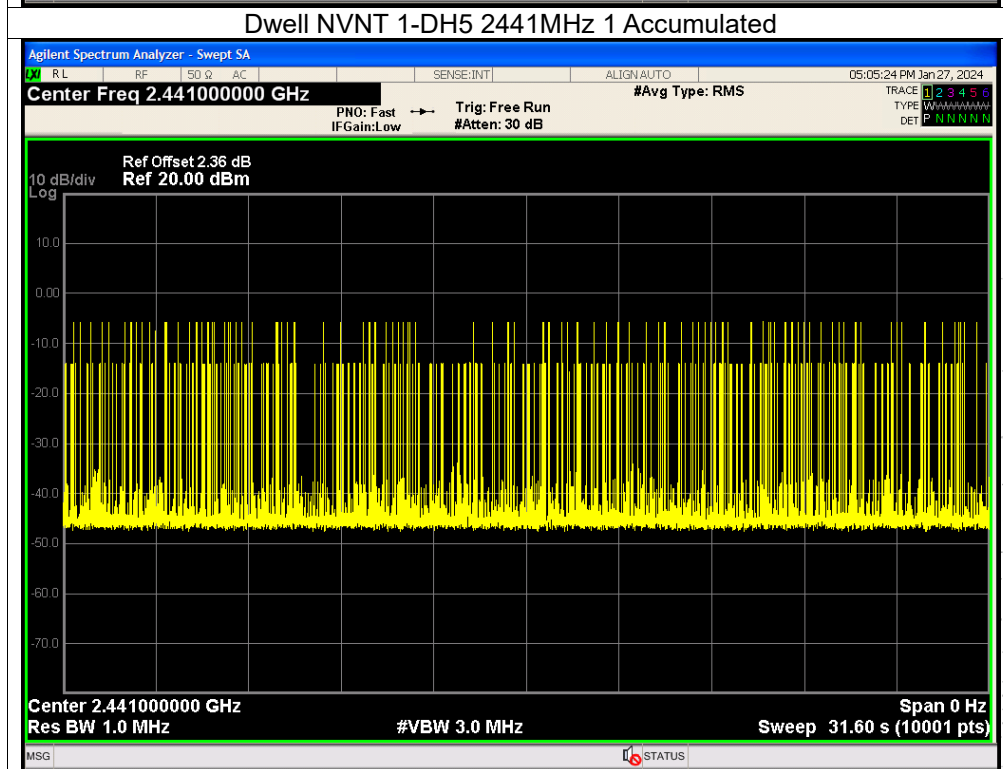 Dwell NVNT 1-DH5 2441MHz 1 Accumulated
Agilent Spectrum Analyzer - Swept SA
LXI RL RF 50 Ω AC SENSE:INT ALIGN AUTO 05:05:24 PM Jan 27, 2024
Center Freq 2.441000000 GHz #Avg Type: RMS TRACE 1 2 3 4 5 6
PNO: Fast Trig: Free Run TYPE WWWWWW
IFGain:Low #Atten: 30 dB DET P N N N N N
Ref Offset 2.36 dB
10 dB/div Ref 20.00 dBm
Log
10.0
0.00
-10.0
-20.0
-30.0
-40.0
-50.0
-60.0
-70.0
Center 2.441000000 GHz Span 0 Hz
Res BW 1.0 MHz #VBW 3.0 MHz Sweep 31.60 s (10001 pts)
MSG STATUS